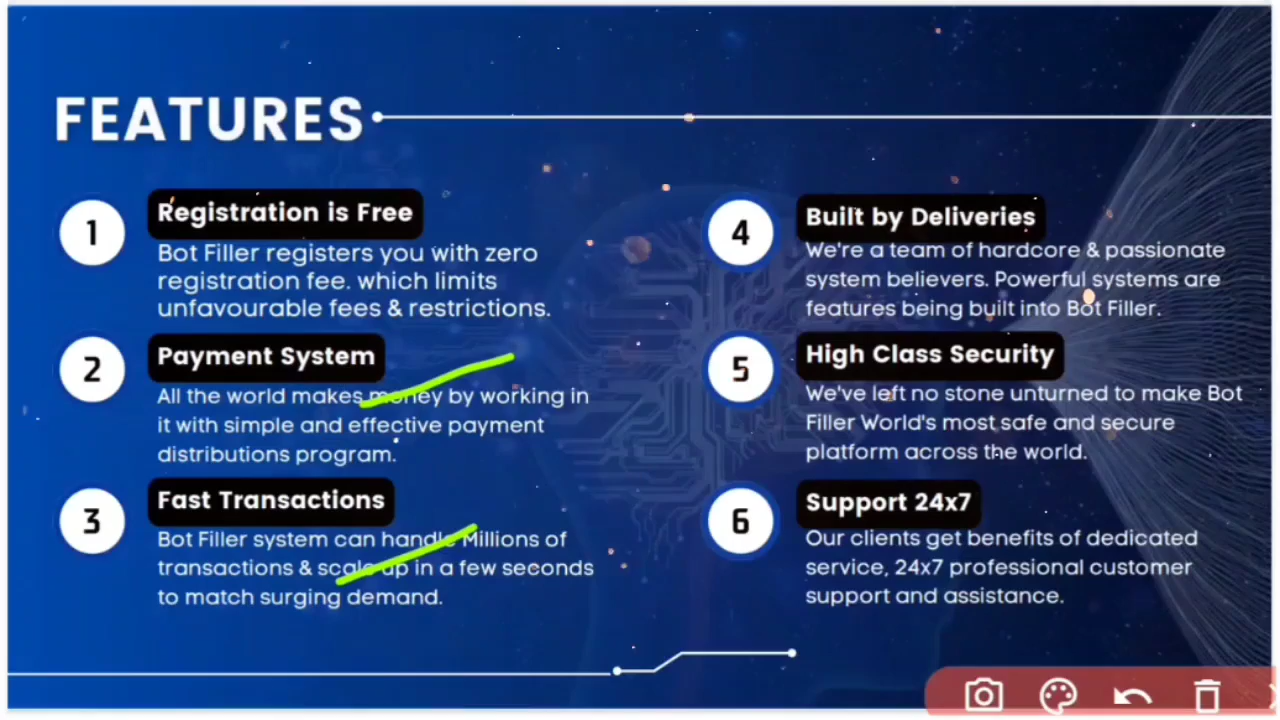 FEATURES
1
Registration is Free
Bot Filler registers you with zero
registration fee. which limits
unfavourable fees & restrictions.
2
Payment System
All the world makes money by working in
it with simple and effective payment
distributions program.
3
Fast Transactions
Bot Filler system can handle Millions of
transactions & scale up in a few seconds
to match surging demand.
4
Built by Deliveries
We're a team of hardcore & passionate
system believers. Powerful systems are
features being built into Bot Filler.
5
High Class Security
We've left no stone unturned to make Bot
Filler World's most safe and secure
platform across the world.
6
Support 24x7
Our clients get benefits of dedicated
service, 24x7 professional customer
support and assistance.